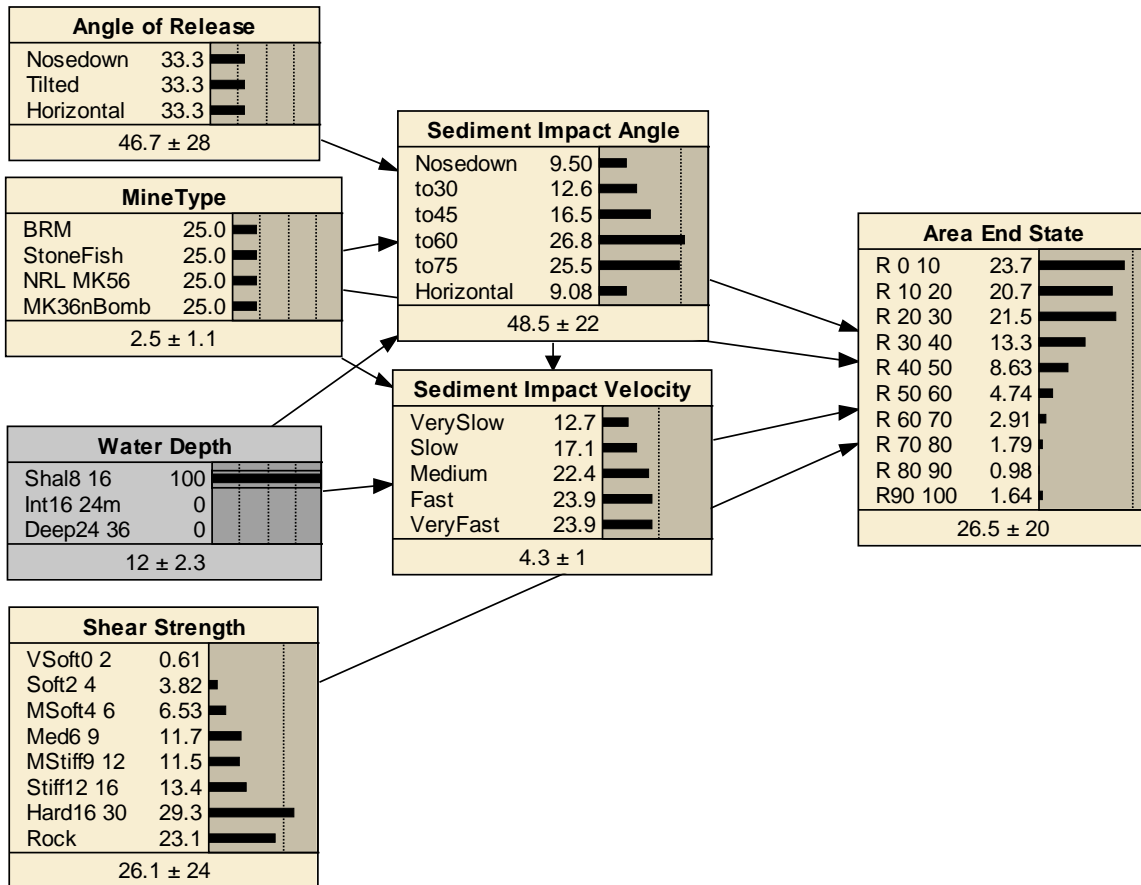 Angle of Release
Nosedown 33.3
Tilted 33.3
Horizontal 33.3
46.7 ± 28
MineType
BRM 25.0
StoneFish 25.0
NRL MK56 25.0
MK36nBomb 25.0
2.5 ± 1.1
Water Depth
Shal8 16 100
Int16 24m 0
Deep24 36 0
12 ± 2.3
Shear Strength
VSoft0 2 0.61
Soft2 4 3.82
MSoft4 6 6.53
Med6 9 11.7
MStiff9 12 11.5
Stiff12 16 13.4
Hard16 30 29.3
Rock 23.1
26.1 ± 24
Sediment Impact Angle
Nosedown 9.50
to30 12.6
to45 16.5
to60 26.8
to75 25.5
Horizontal 9.08
48.5 ± 22
Sediment Impact Velocity
VerySlow 12.7
Slow 17.1
Medium 22.4
Fast 23.9
VeryFast 23.9
4.3 ± 1
Area End State
R 0 10 23.7
R 10 20 20.7
R 20 30 21.5
R 30 40 13.3
R 40 50 8.63
R 50 60 4.74
R 60 70 2.91
R 70 80 1.79
R 80 90 0.98
R90 100 1.64
26.5 ± 20